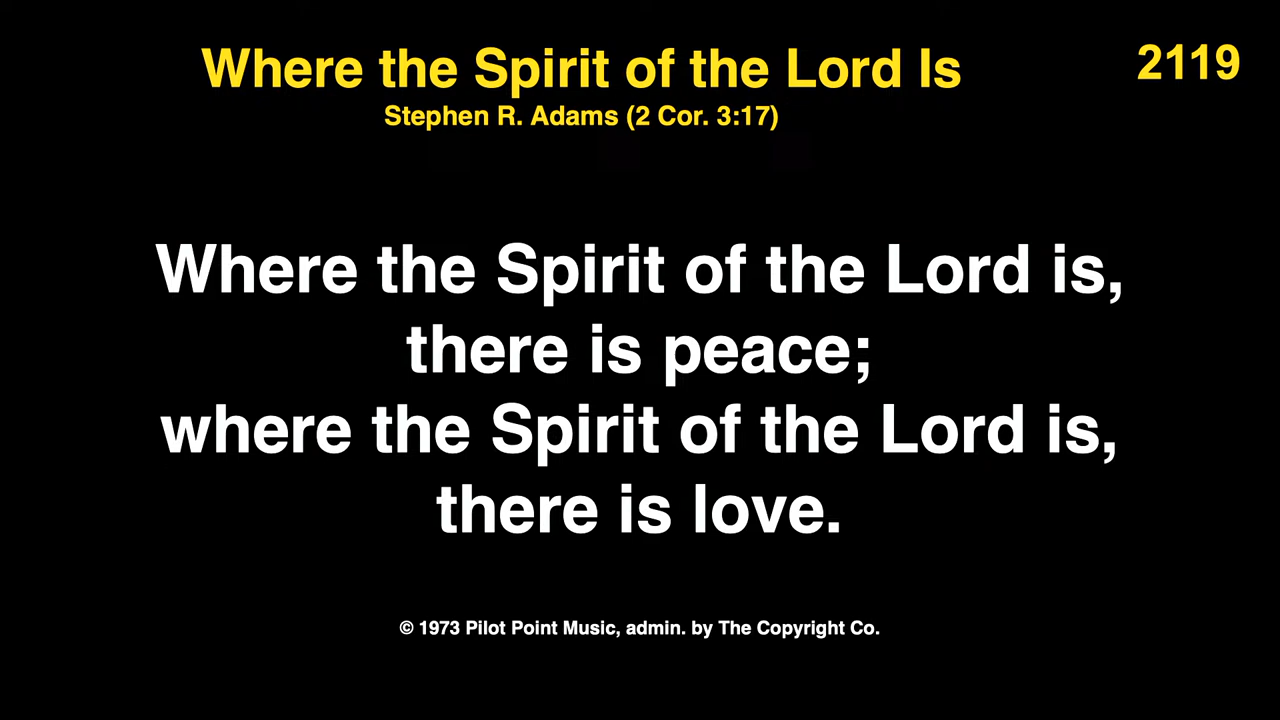 Where the Spirit of the Lord Is
2119
Stephen R. Adams (2 Cor. 3:17)
Where the Spirit of the Lord is,
there is peace;
where the Spirit of the Lord is,
there is love.
© 1973 Pilot Point Music, admin. by The Copyright Co.